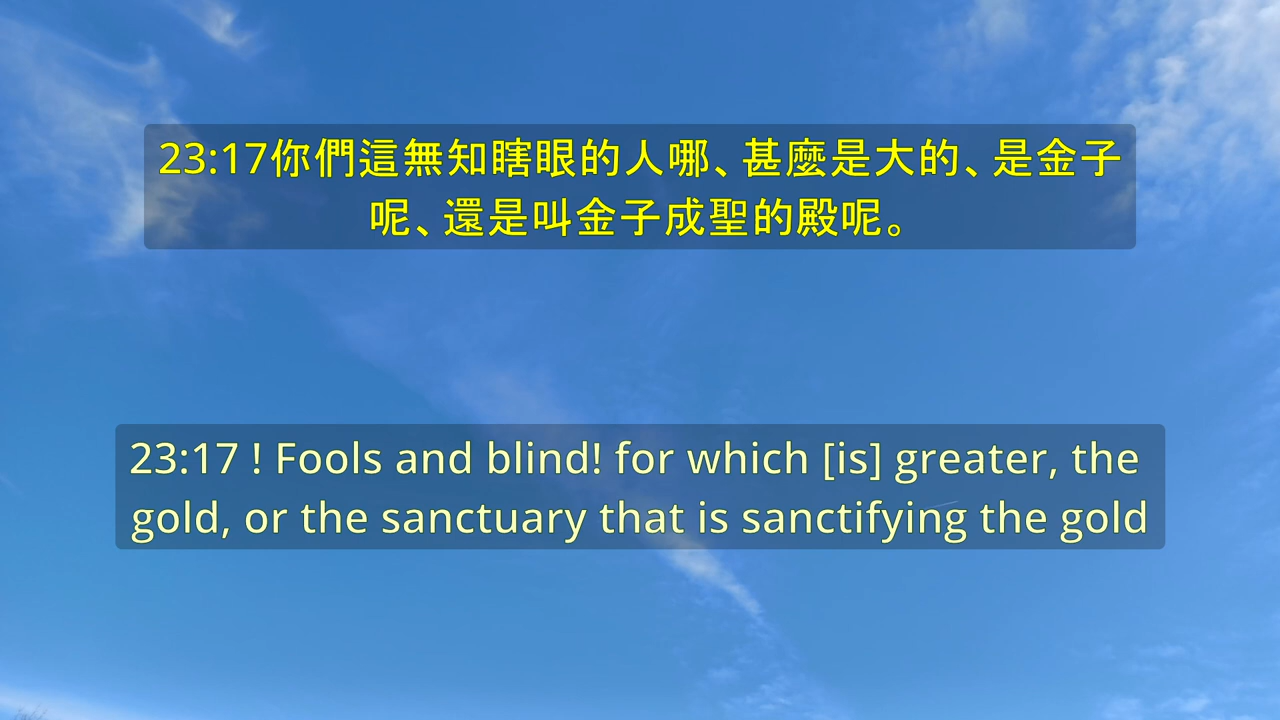 23:17你們這無知瞎眼的人哪、甚麼是大的、是金子
呢、還是叫金子成聖的殿呢。
23:17 ! Fools and blind! for which [is] greater, the
gold, or the sanctuary that is sanctifying the gold